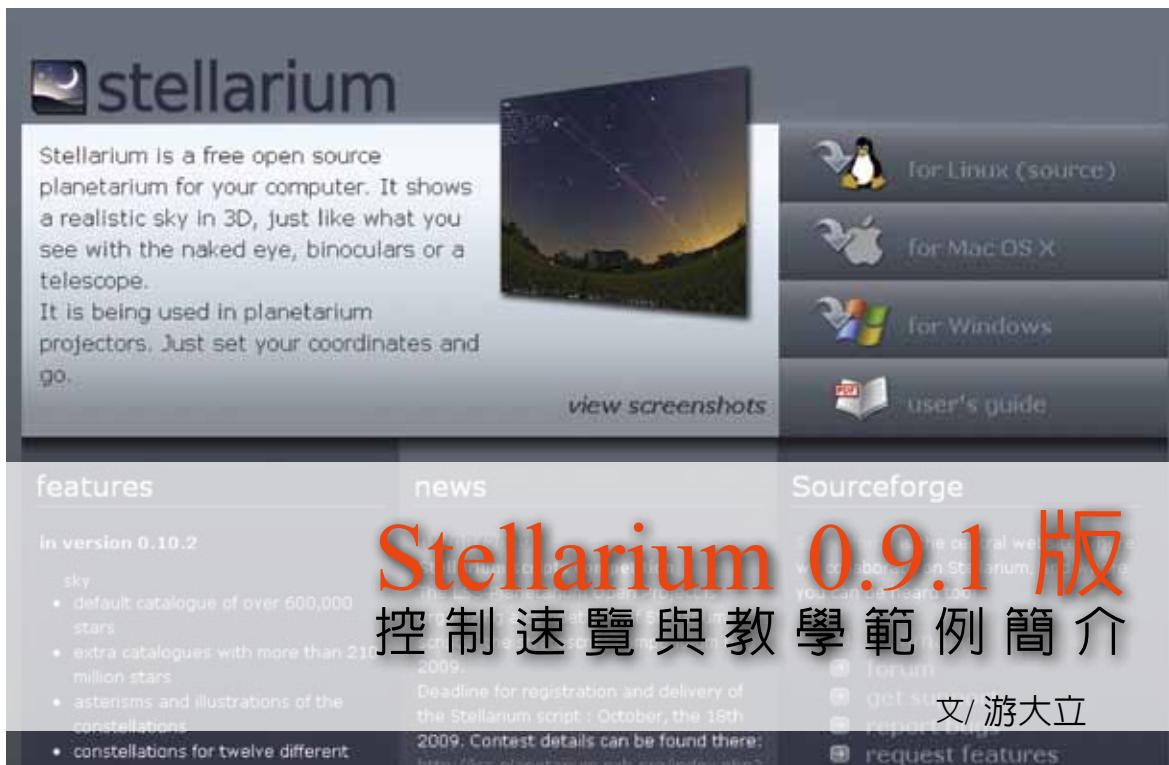 stellarium
Stellarium is a free open source
planetarium for your computer. It shows
a realistic sky in 3D, just like what you
see with the naked eye, binoculars or a
telescope.
It is being used in planetarium
projectors. Just set your coordinates and
go.
view screenshots
for Linux (source)
for Mac OS X
for Windows
PDF
user's guide
features
in version 0.10.2
sky
default catalogue of over 600,000
stars
extra catalogues with more than 210
million stars
asterisms and illustrations of the
constellations
constellations for twelve different
news
2009.
Deadline for registration and delivery of
the Stellarium script : October, the 18th
2009. Contest details can be found there:
Sourceforge
forum
get support
report bugs
request features
Stellarium 0.9.1 版
控制速覽與教學範例簡介
文/ 游大立